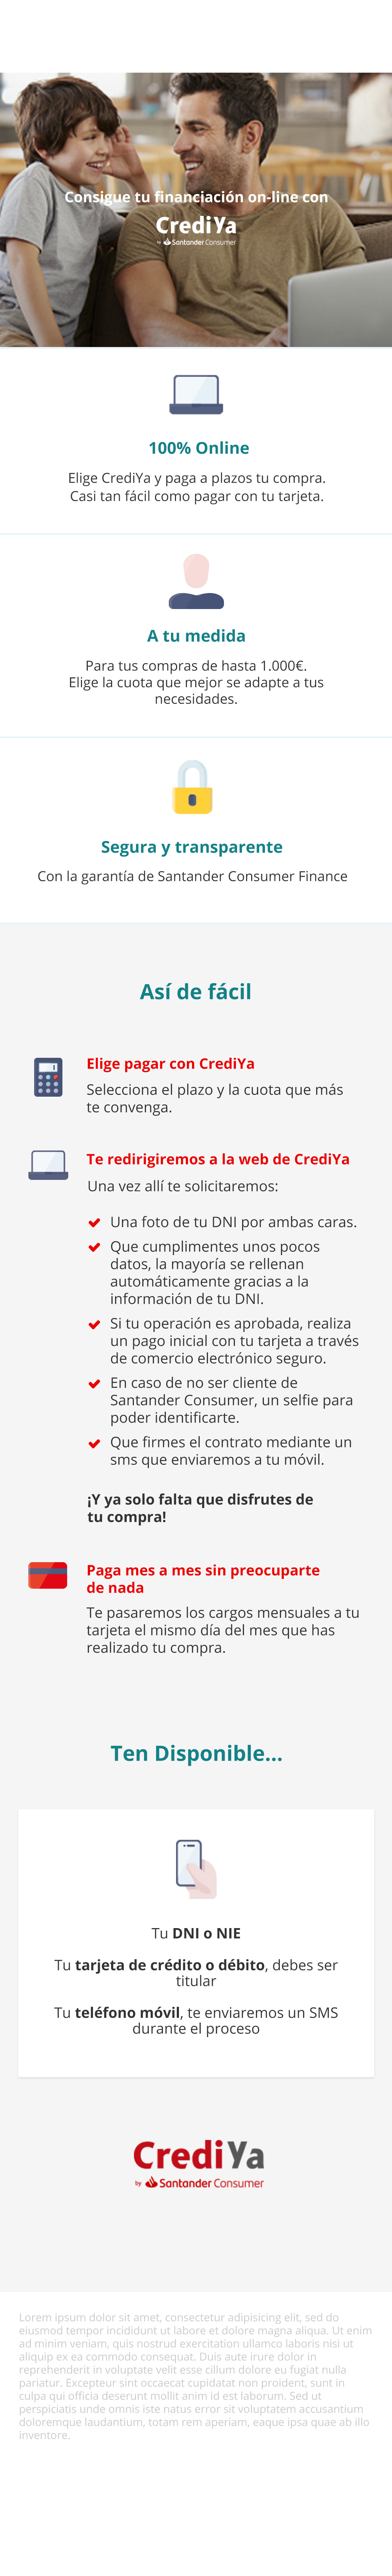 Consigue tu financiación on-line con
CrediYa
by Santander Consumer
100% Online
Elige CrediYa y paga a plazos tu compra.
Casi tan fácil como pagar con tu tarjeta.
A tu medida
Para tus compras de hasta 1.000€.
Elige la cuota que mejor se adapte a tus
necesidades.
Segura y transparente
Con la garantía de Santander Consumer Finance
Así de fácil
Elige pagar con CrediYa
Selecciona el plazo y la cuota que más
te convenga.
Te redirigiremos a la web de CrediYa
Una vez allí te solicitaremos:
Una foto de tu DNI por ambas caras.
Que cumplimentes unos pocos
datos, la mayoría se rellenan
automáticamente gracias a la
información de tu DNI.
Si tu operación es aprobada, realiza
un pago inicial con tu tarjeta a través
de comercio electrónico seguro.
En caso de no ser cliente de
Santander Consumer, un selfie para
poder identificarte.
Que firmes el contrato mediante un
sms que enviaremos a tu móvil.
¡Y ya solo falta que disfrutes de
tu compra!
Paga mes a mes sin preocuparte
de nada
Te pasaremos los cargos mensuales a tu
tarjeta el mismo día del mes que has
realizado tu compra.
Ten Disponible...
Tu DNI o NIE
Tu tarjeta de crédito o débito, debes ser
titular
Tu teléfono móvil, te enviaremos un SMS
durante el proceso
CrediYa
by Santander Consumer
Lorem ipsum dolor sit amet, consectetur adipisicing elit, sed do
eiusmod tempor incididunt ut labore et dolore magna aliqua. Ut enim
ad minim veniam, quis nostrud exercitation ullamco laboris nisi ut
aliquip ex ea commodo consequat. Duis aute irure dolor in
reprehenderit in voluptate velit esse cillum dolore eu fugiat nulla
pariatur. Excepteur sint occaecat cupidatat non proident, sunt in
culpa qui officia deserunt mollit anim id est laborum. Sed ut
perspiciatis unde omnis iste natus error sit voluptatem accusantium
doloremque laudantium, totam rem aperiam, eaque ipsa quae ab illo
inventore.